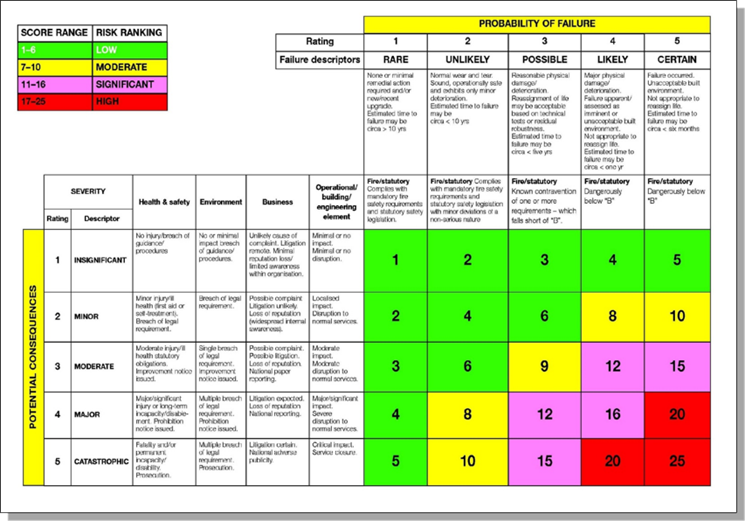 PROBABILITY OF FAILURE
SCORE RANGE RISK RANKING
1–6 LOW
7–10 MODERATE
11–16 SIGNIFICANT
17–25 HIGH
Rating 1 2 3 4 5
Failure descriptors RARE UNLIKELY POSSIBLE LIKELY CERTAIN
None or minimal
remedial action
required and/or
new/recent
upgrade.
Estimated time to
failure may be
circa > 10 yrs
Normal wear and tear.
Sound, operationally safe
and exhibits only minor
deterioration.
Estimated time to failure
may be
circa < 10 yrs
Reasonable physical
damage/
deterioration.
Reassignment of life
may be acceptable
based on technical
tests or residual
robustness.
Estimated time to
failure may be
circa < five yrs
Major physical
damage/
deterioration.
Failure apparent/
assessed as
imminent or
unacceptable built
environment.
Not appropriate to
reassign life.
Estimated time to
failure may be
circa < one yr
Failure occurred.
Unacceptable built
environment.
Not appropriate to
reassign life.
Estimated time to
failure may be
circa < six months
Fire/statutory
Complies with
mandatory fire
safety requirements
and statutory safety
legislation.
Fire/statutory Complies
with mandatory fire safety
requirements and
statutory safety legislation
with minor deviations of a
non-serious nature
Fire/statutory
Known contravention
of one or more
requirements – which
falls short of "B".
Fire/statutory
Dangerously
below "B"
Fire/statutory
Dangerously below
"B"
SEVERITY
Rating Descriptor
Health & safety
Environment
Business
Operational/
building/
engineering
element
POTENTIAL CONSEQUENCES
1 INSIGNIFICANT
No injury/breach of
guidance/
procedures
No or minimal
impact breach
of guidance/
procedures.
Unlikely cause of
complaint. Litigation
remote. Minimal
reputation loss/
limited awareness
within organisation.
Minimal or no
impact.
Minimal or no
disruption.
1 2 3 4 5
2 MINOR
Minor injury/ill
health (first aid or
self-treatment).
Breach of legal
requirement.
Breach of legal
requirement.
Possible complaint
Litigation unlikely.
Loss of reputation
(widespread internal
awareness).
Localised
impact.
Disruption to
normal services.
2 4 6 8 10
3 MODERATE
Moderate injury/ill
health statutory
obligations.
Improvement notice
issued.
Single breach
of legal
requirement.
Improvement
notice issued.
Possible complaint.
Possible litigation.
Loss of reputation.
National paper
reporting.
Moderate
impact.
Moderate
disruption to
normal services.
3 6 9 12 15
4 MAJOR
Major/significant
injury or long-term
incapacity/disable-
ment. Prohibition
notice issued.
Multiple breach
of legal
requirement.
Prohibition
notice issued.
Litigation expected.
Loss of reputation
National reporting.
Major/significant
impact.
Severe
disruption to
normal services.
4 8 12 16 20
5 CATASTROPHIC
Fatality and/or
permanent
incapacity/
disability.
Prosecution.
Multiple breach
of legal
requirement.
Prosecution.
Litigation certain.
National adverse
publicity.
Critical impact.
Service closure.
5 10 15 20 25